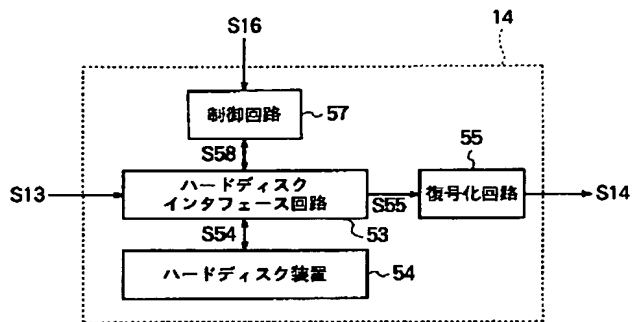 S16
14
制御回路
57
S58
55
S13
ハードディスク
インタフェース回路
S55
復号化回路
S14
S54
53
ハードディスク装置
54